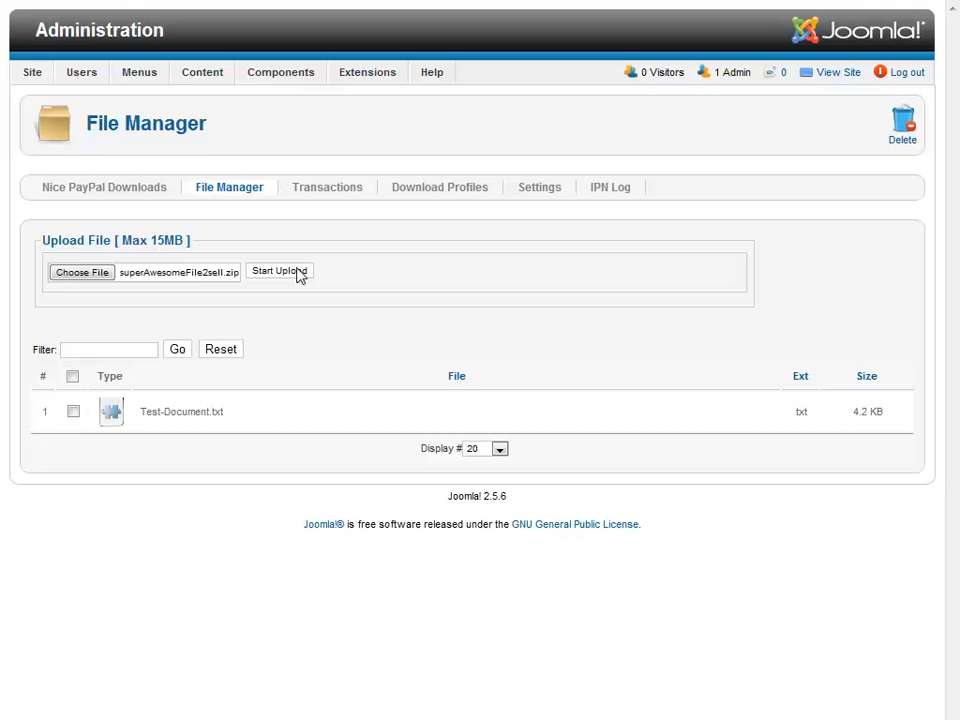 Administration
Joomla!
Site Users Menus Content Components Extensions Help 0 Visitors 1 Admin 0 View Site Log out
File Manager
Delete
Nice PayPal Downloads File Manager Transactions Download Profiles Settings IPN Log
Upload File [ Max 15MB ]
Choose File superAwesomeFile2sell.zip Start Upload
Filter: Go Reset
# Type File Ext Size
1 Test-Document.txt txt 4.2 KB
Display # 20
Joomla! 2.5.6
Joomla!® is free software released under the GNU General Public License.